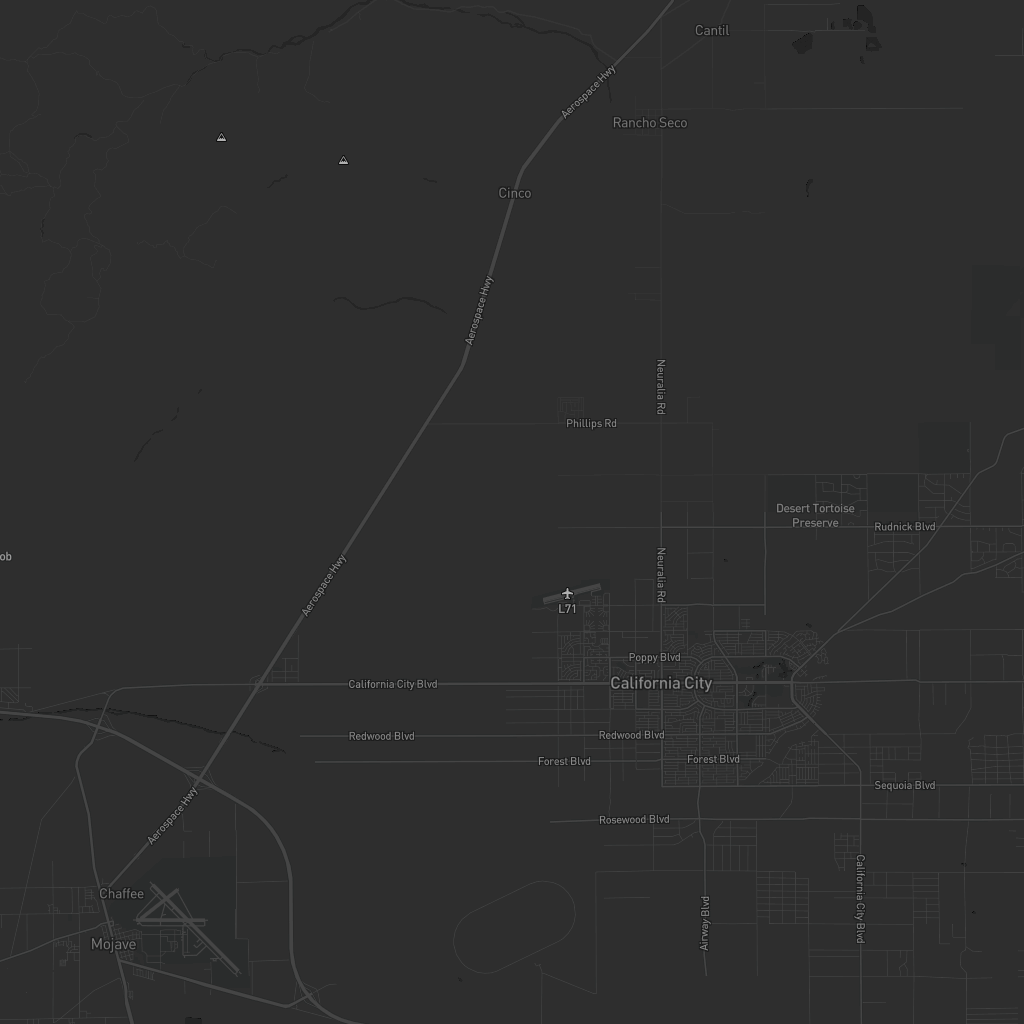 Cantil
Aerospace Hwy
Rancho Seco
Cinco
Aerospace Hwy
Neuralia Rd
Phillips Rd
Desert Tortoise
Preserve
Rudnick Blvd
ob
Aerospace Hwy
Neuralia Rd
L71
Poppy Blvd
California City Blvd
California City
Redwood Blvd
Redwood Blvd
Forest Blvd
Forest Blvd
Sequoia Blvd
Aerospace Hwy
Rosewood Blvd
Chaffee
California City Blvd
Airway Blvd
Mojave